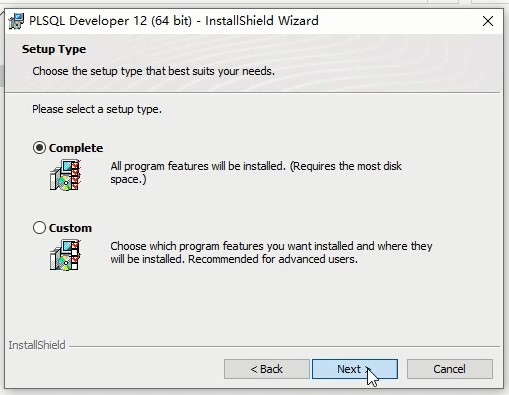 PLSQL Developer 12 (64 bit) - InstallShield Wizard
Setup Type
Choose the setup type that best suits your needs.
Please select a setup type.
Complete
All program features will be installed. (Requires the most disk
space.)
Custom
Choose which program features you want installed and where they
will be installed. Recommended for advanced users.
InstallShield
< Back
Next >
Cancel